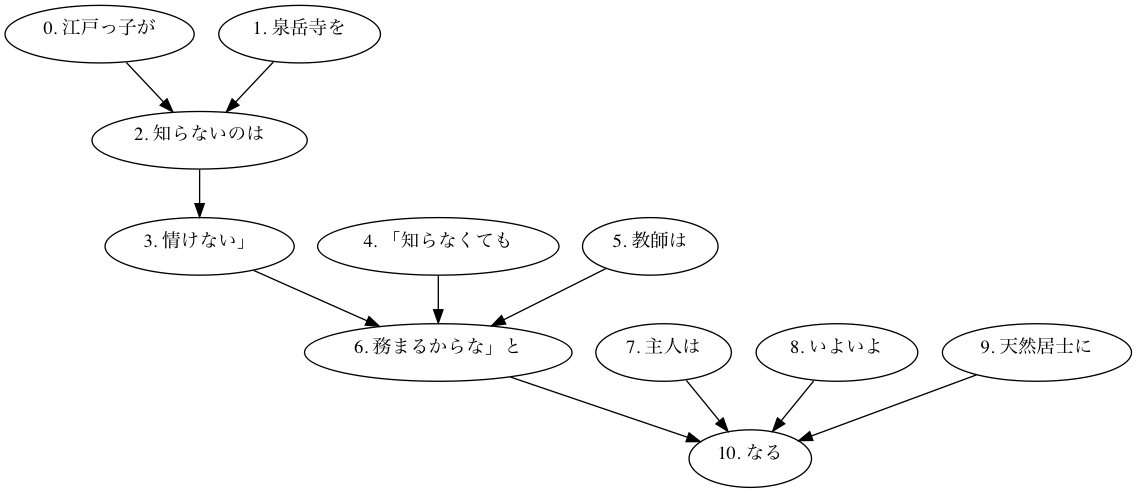 0. 江戸っ子が
1. 泉岳寺を
2. 知らないのは
3. 情けない」
4. 「知らなくても
5. 教師は
6. 務まるからな」と
7. 主人は
8. いよいよ
9. 天然居士に
10. なる